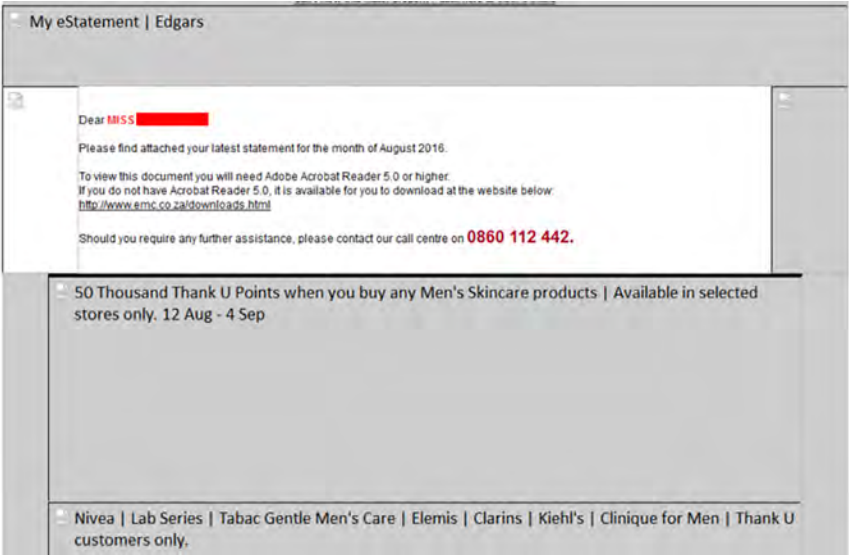 My eStatement | Edgars
Dear MISS
Please find attached your latest statement for the month of August 2016.
To view this document you will need Adobe Acrobat Reader 5.0 or higher.
If you do not have Acrobat Reader 5.0, it is available for you to download at the website below:
http://www.emc.co.za/downloads.html
Should you require any further assistance, please contact our call centre on 0860 112 442.
50 Thousand Thank U Points when you buy any Men's Skincare products | Available in selected
stores only. 12 Aug - 4 Sep
Nivea | Lab Series | Tabac Gentle Men's Care | Elemis | Clarins | Kiehl's | Clinique for Men | Thank U
customers only.